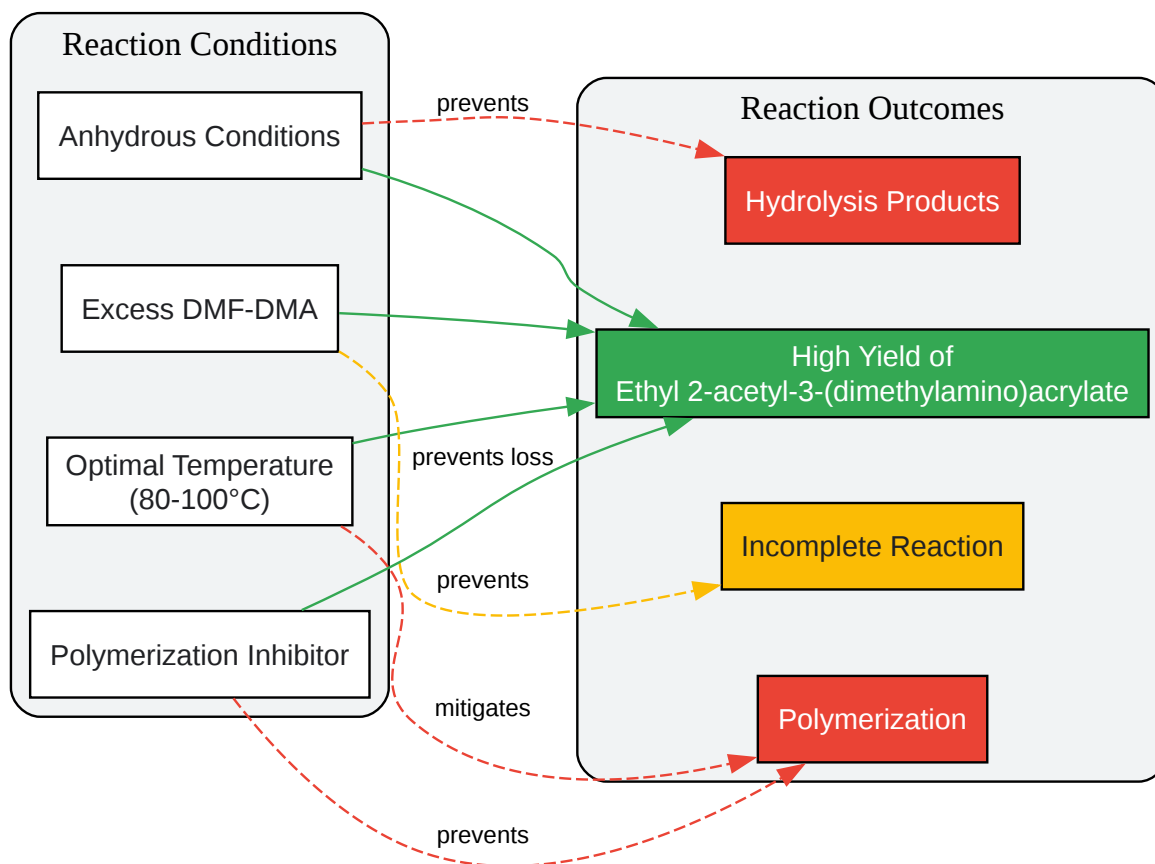 Reaction Conditions
Anhydrous Conditions
Excess DMF-DMA
Optimal Temperature
(80-100°C)
Polymerization Inhibitor
prevents
prevents loss
prevents
mitigates
prevents
Reaction Outcomes
Hydrolysis Products
High Yield of
Ethyl 2-acetyl-3-(dimethylamino)acrylate
Incomplete Reaction
Polymerization